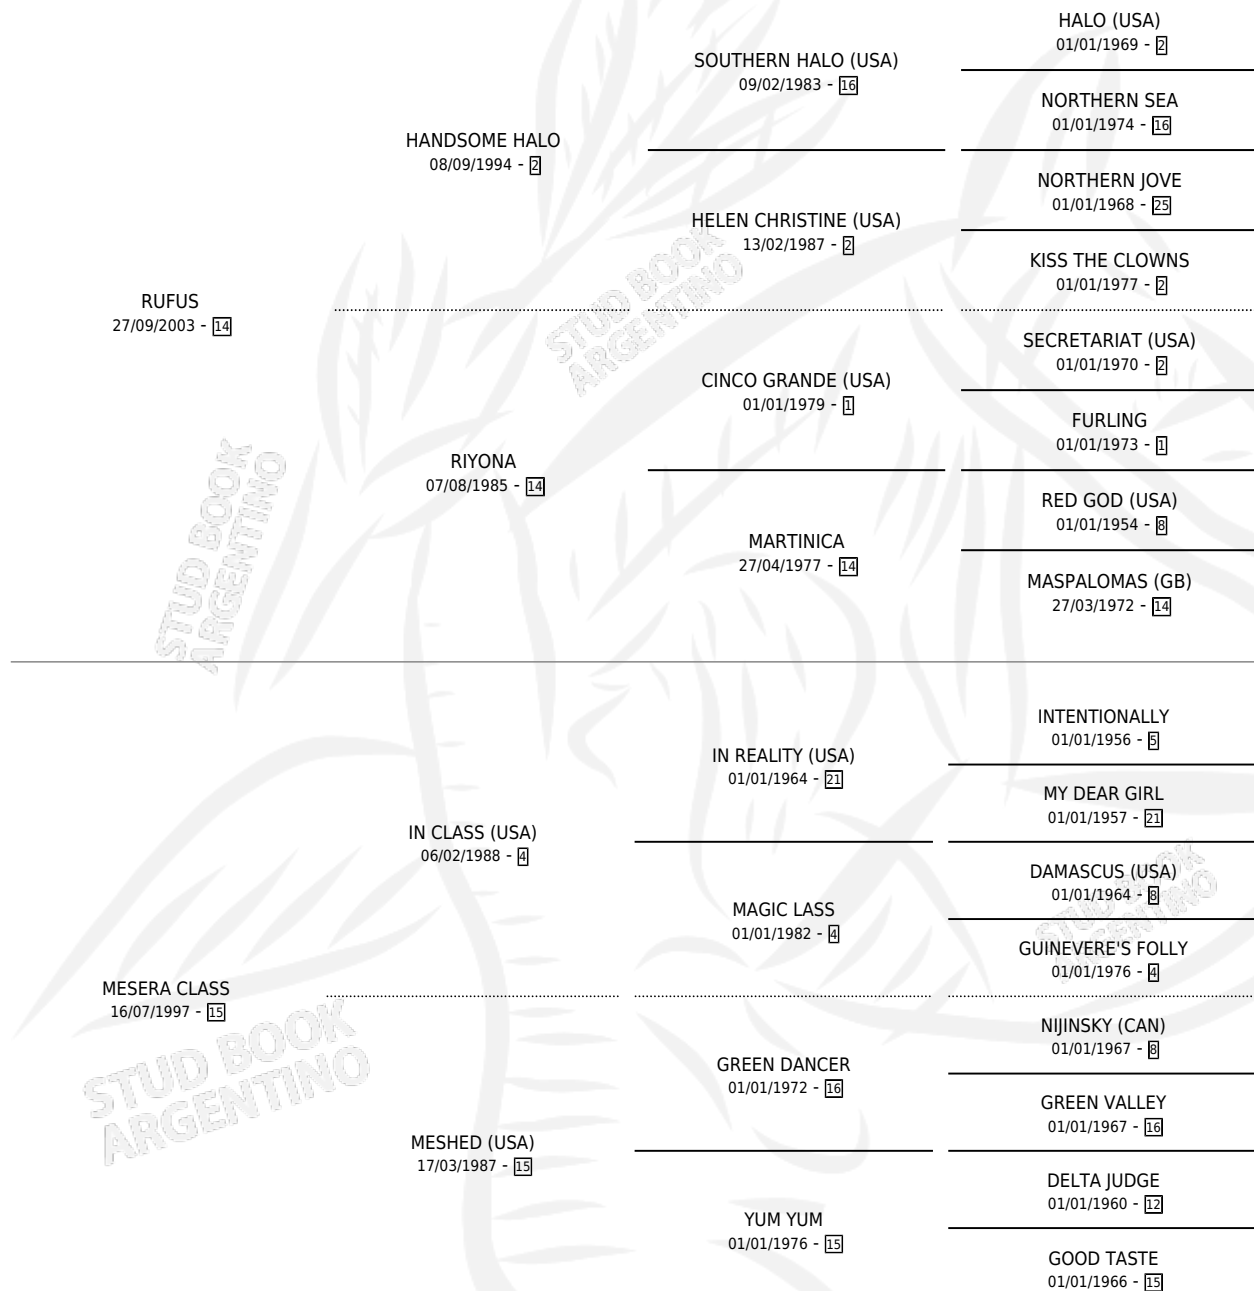 HALO (USA)
01/01/1969 - 2
SOUTHERN HALO (USA)
09/02/1983 - 16
NORTHERN SEA
01/01/1974 - 16
HANDSOME HALO
08/09/1994 - 2
NORTHERN JOVE
01/01/1968 - 25
HELEN CHRISTINE (USA)
13/02/1987 - 2
KISS THE CLOWNS
01/01/1977 - 2
RUFUS
27/09/2003 - 14
SECRETARIAT (USA)
01/01/1970 - 2
CINCO GRANDE (USA)
01/01/1979 - 1
FURLING
01/01/1973 - 1
RIYONA
07/08/1985 - 14
RED GOD (USA)
01/01/1954 - 8
MARTINICA
27/04/1977 - 14
MASPALOMAS (GB)
27/03/1972 - 14
INTENTIONALLY
01/01/1956 - 5
IN REALITY (USA)
01/01/1964 - 21
MY DEAR GIRL
01/01/1957 - 21
IN CLASS (USA)
06/02/1988 - 4
DAMASCUS (USA)
01/01/1964 - 8
MAGIC LASS
01/01/1982 - 4
GUINEVERE'S FOLLY
01/01/1976 - 4
MESERA CLASS
16/07/1997 - 15
NIJINSKY (CAN)
01/01/1967 - 8
GREEN DANCER
01/01/1972 - 16
GREEN VALLEY
01/01/1967 - 16
MESHED (USA)
17/03/1987 - 15
DELTA JUDGE
01/01/1960 - 12
YUM YUM
01/01/1976 - 15
GOOD TASTE
01/01/1966 - 15
STUD BOOK
ARGENTINO
STUD BOOK
ARGENTINO
STUD BOOK
ARGENTINO
STUD BOOK
ARGENTINO